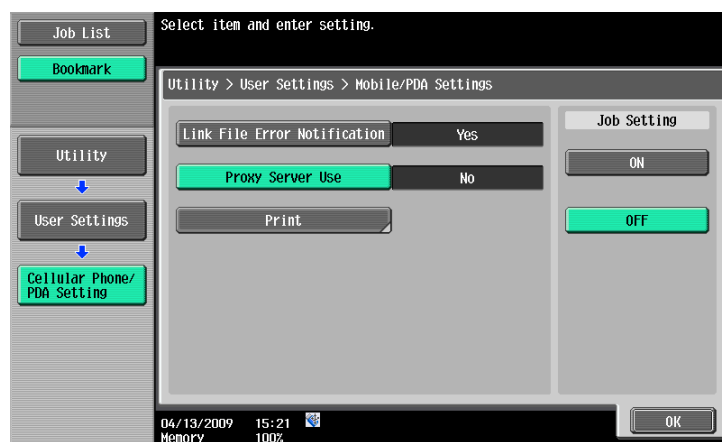 Job List
Bookmark
Select item and enter setting.
Utility > User Settings > Mobile/PDA Settings
Utility
User Settings
Cellular Phone/
PDA Setting
Link File Error Notification
Yes
Proxy Server Use
No
Print
Job Setting
ON
OFF
04/13/2009 15:21
Memory 100%
OK